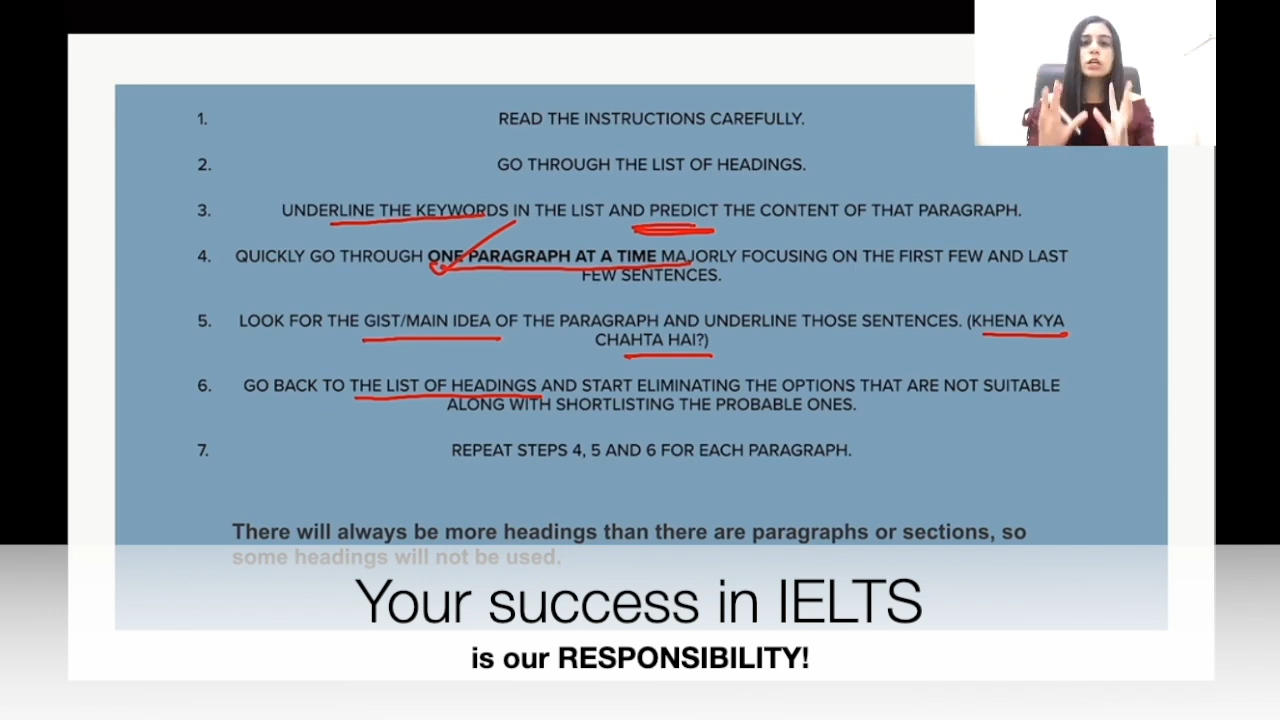 1. READ THE INSTRUCTIONS CAREFULLY.
2. GO THROUGH THE LIST OF HEADINGS.
3. UNDERLINE THE KEYWORDS IN THE LIST AND PREDICT THE CONTENT OF THAT PARAGRAPH.
4. QUICKLY GO THROUGH ONE PARAGRAPH AT A TIME MAJORLY FOCUSING ON THE FIRST FEW AND LAST
FEW SENTENCES.
5. LOOK FOR THE GIST/MAIN IDEA OF THE PARAGRAPH AND UNDERLINE THOSE SENTENCES. (KHENA KYA
CHAHTA HAI?)
6. GO BACK TO THE LIST OF HEADINGS AND START ELIMINATING THE OPTIONS THAT ARE NOT SUITABLE
ALONG WITH SHORTLISTING THE PROBABLE ONES.
7. REPEAT STEPS 4, 5 AND 6 FOR EACH PARAGRAPH.
There will always be more headings than there are paragraphs or sections, so
some headings will not be used.
Your success in IELTS
is our RESPONSIBILITY!